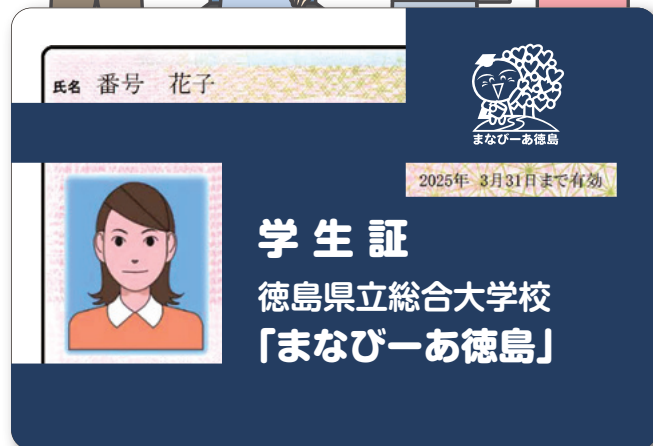 氏名 番号 花子
まなびーあ徳島
2025年 3月31日まで有効
学生証
徳島県立総合大学校
「まなびーあ徳島」